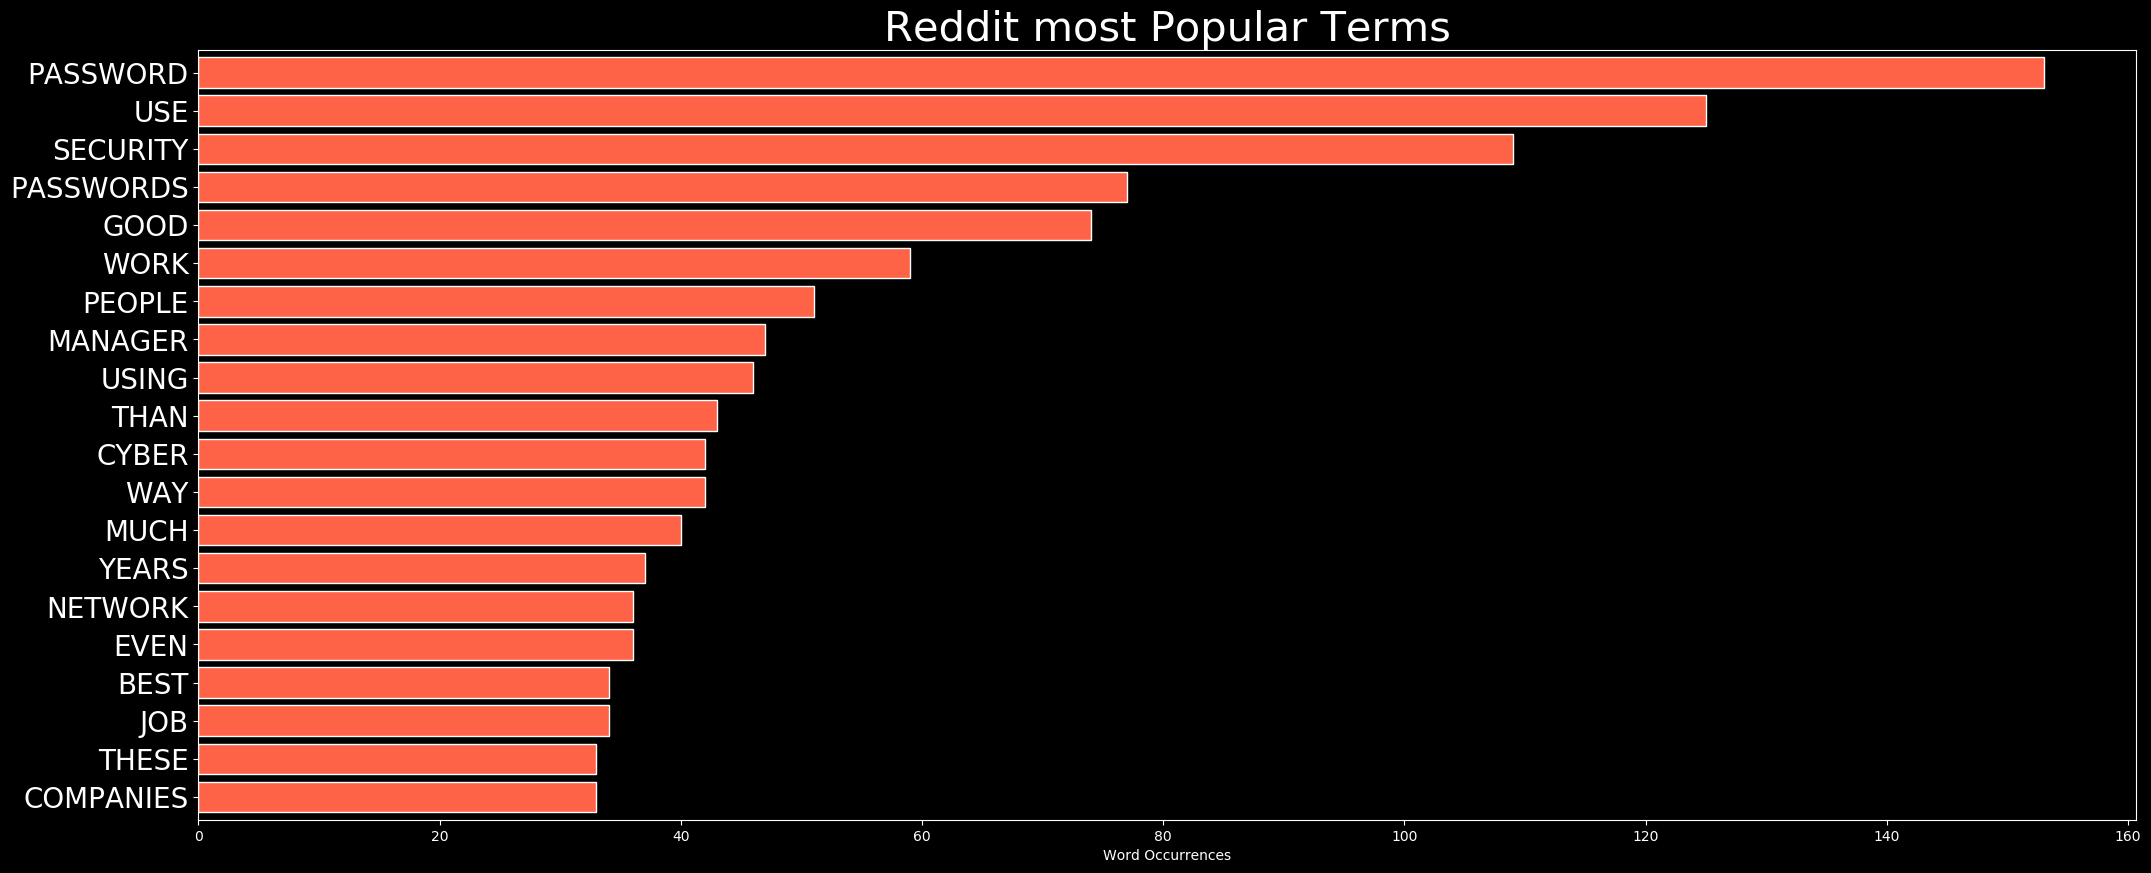 Reddit most Popular Terms
PASSWORD
USE
SECURITY
PASSWORDS
GOOD
WORK
PEOPLE
MANAGER
USING
THAN
CYBER
WAY
MUCH
YEARS
NETWORK
EVEN
BEST
JOB
THESE
COMPANIES
0 20 40 60 80 100 120 140 160
Word Occurrences